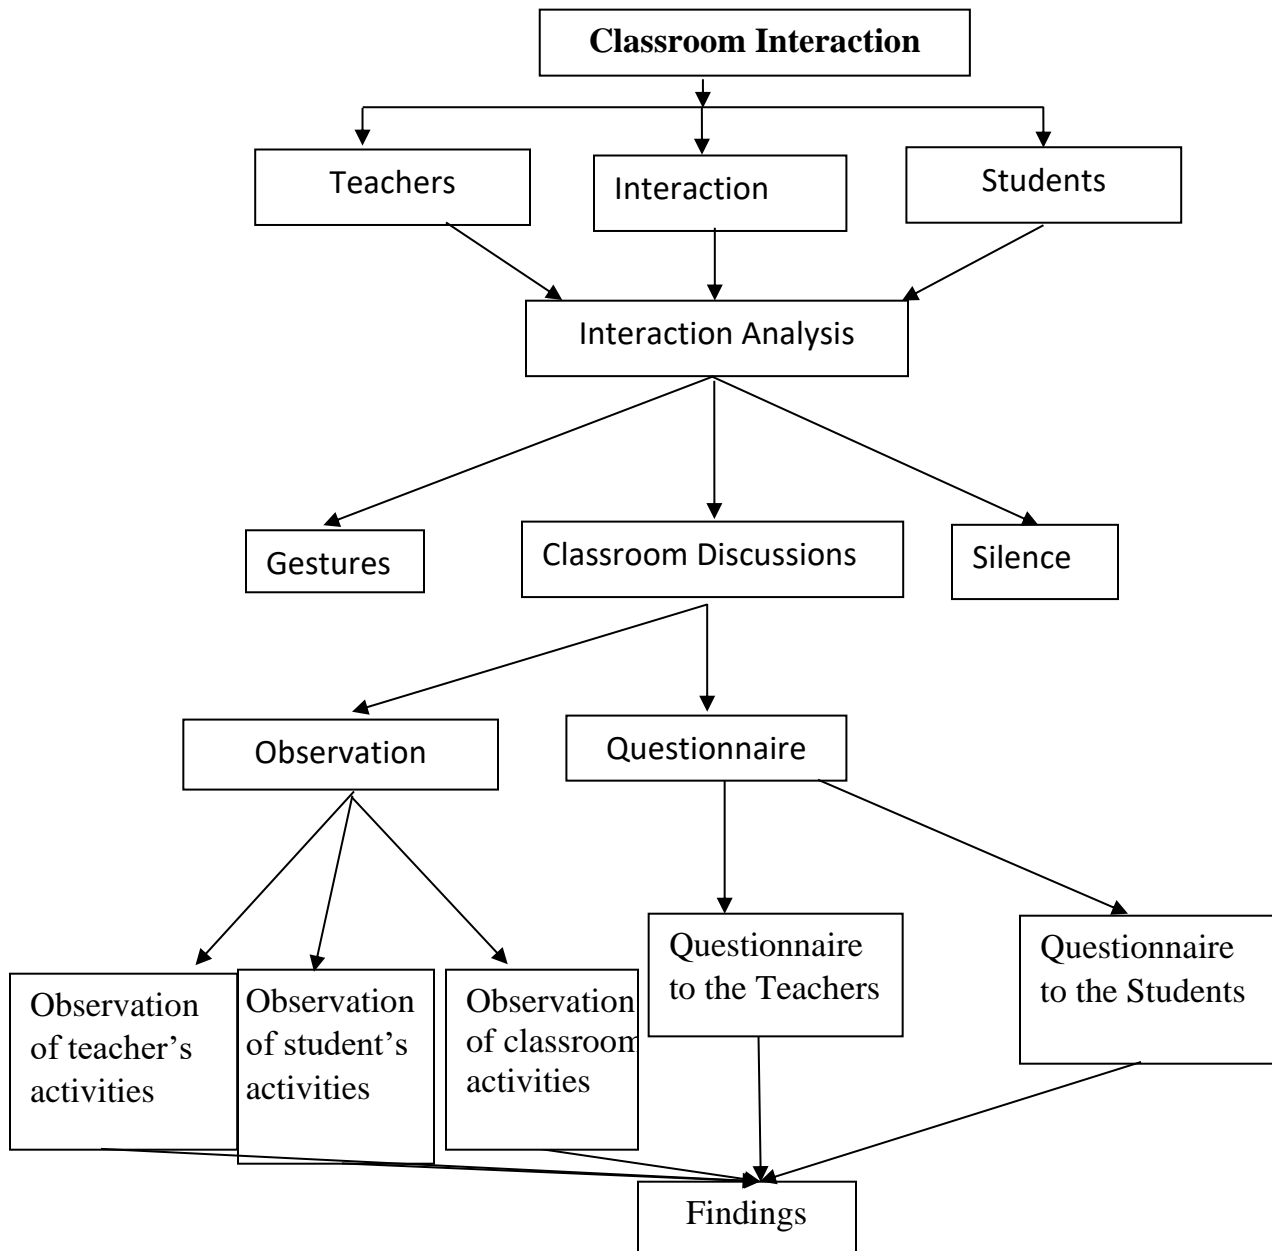 Classroom Interaction
Teachers
Interaction
Students
Interaction Analysis
Gestures
Classroom Discussions
Silence
Observation
Questionnaire
Observation
of teacher’s
activities
Observation
of student’s
activities
Observation
of classroom
activities
Questionnaire
to the Teachers
Questionnaire
to the Students
Findings